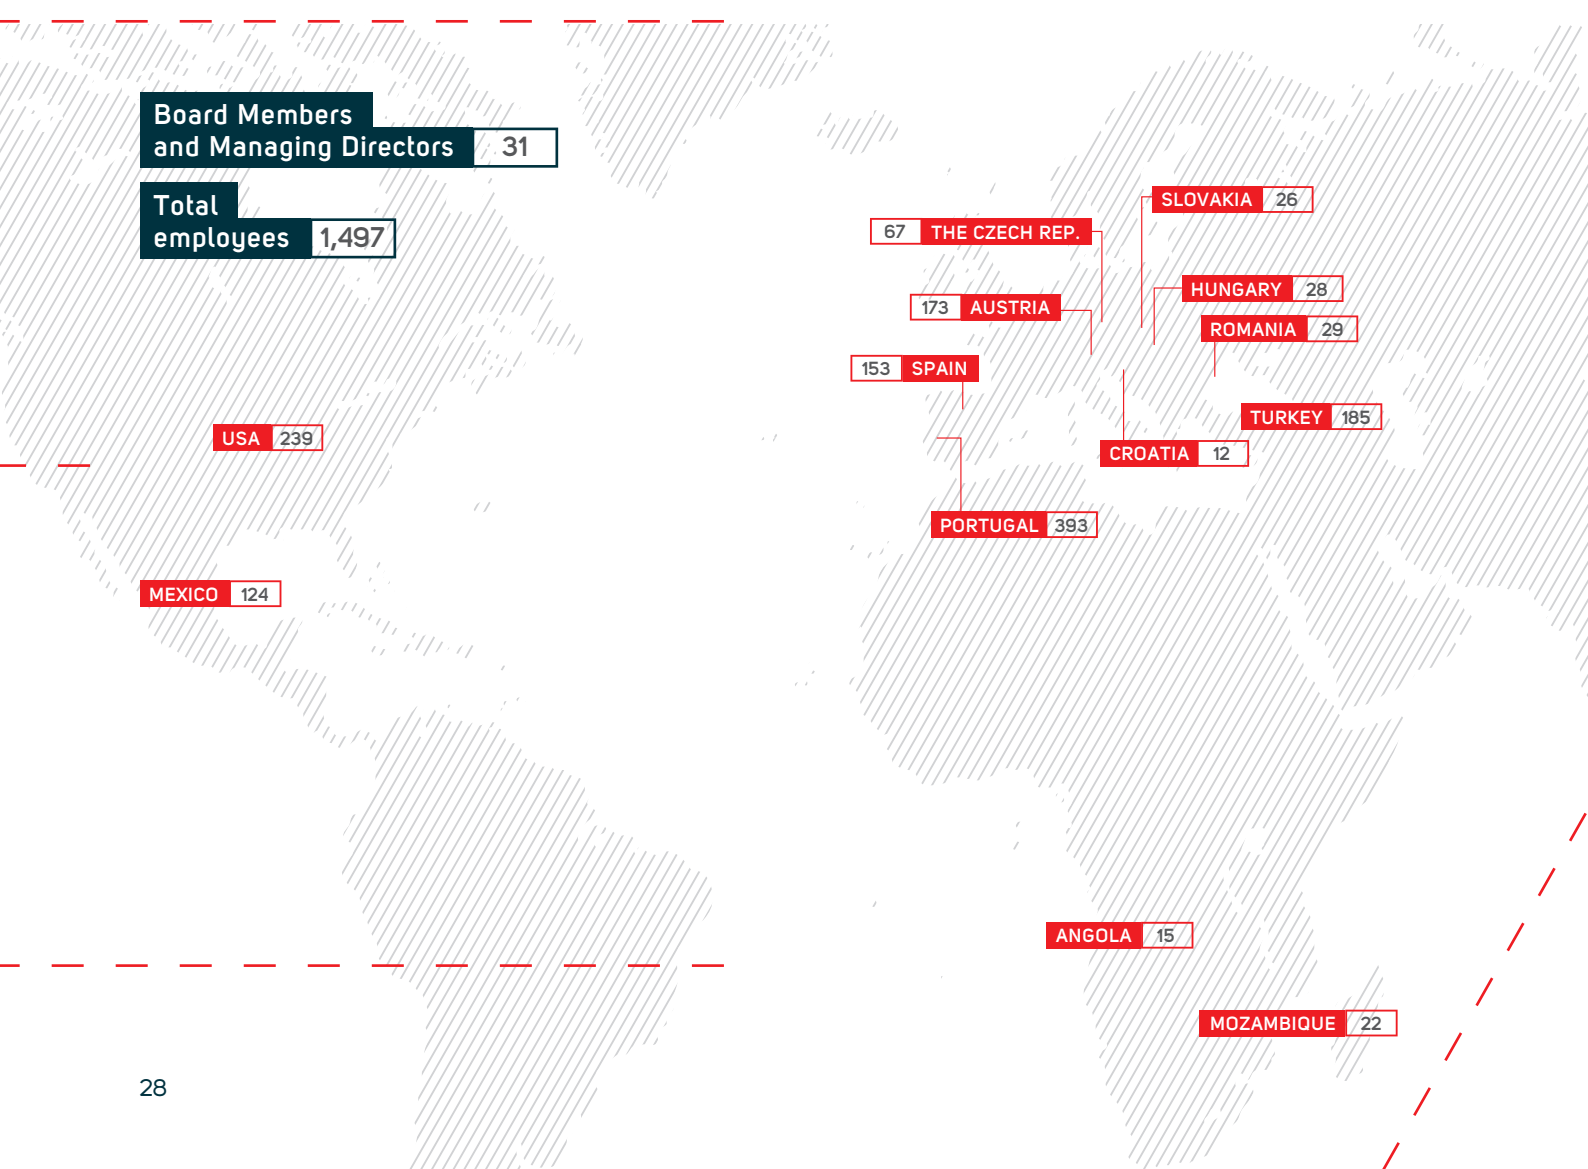 Board Members
and Managing Directors 31
Total
employees 1,497
SLOVAKIA 26
67 THE CZECH REP.
HUNGARY 28
173 AUSTRIA
ROMANIA 29
153 SPAIN
TURKEY 185
USA 239
CROATIA 12
PORTUGAL 393
MEXICO 124
ANGOLA 15
MOZAMBIQUE 22
28